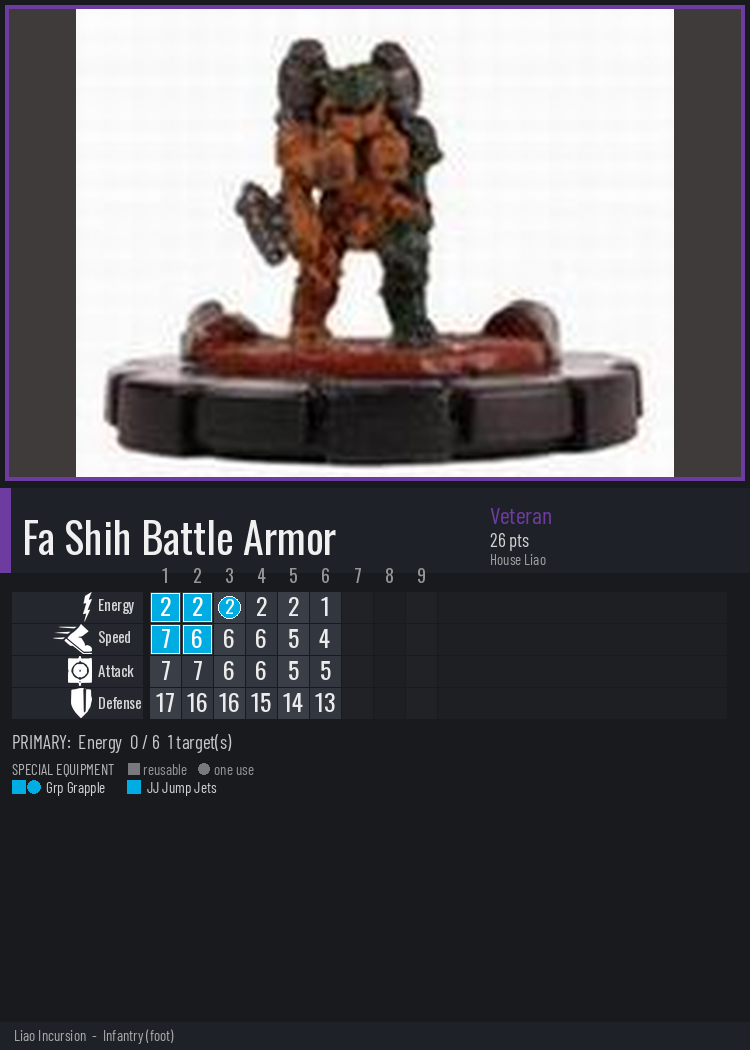 Fa Shih Battle Armor
Veteran
26 pts
House Liao
1 2 3 4 5 6 7 8 9
Energy 2 2 2 2 2 1
Speed 7 6 6 6 5 4
Attack 7 7 6 6 5 5
Defense 17 16 16 15 14 13
PRIMARY: Energy 0 / 6 1 target(s)
SPECIAL EQUIPMENT reusable one use
Grp Grapple JJ Jump Jets
Liao Incursion - Infantry (foot)